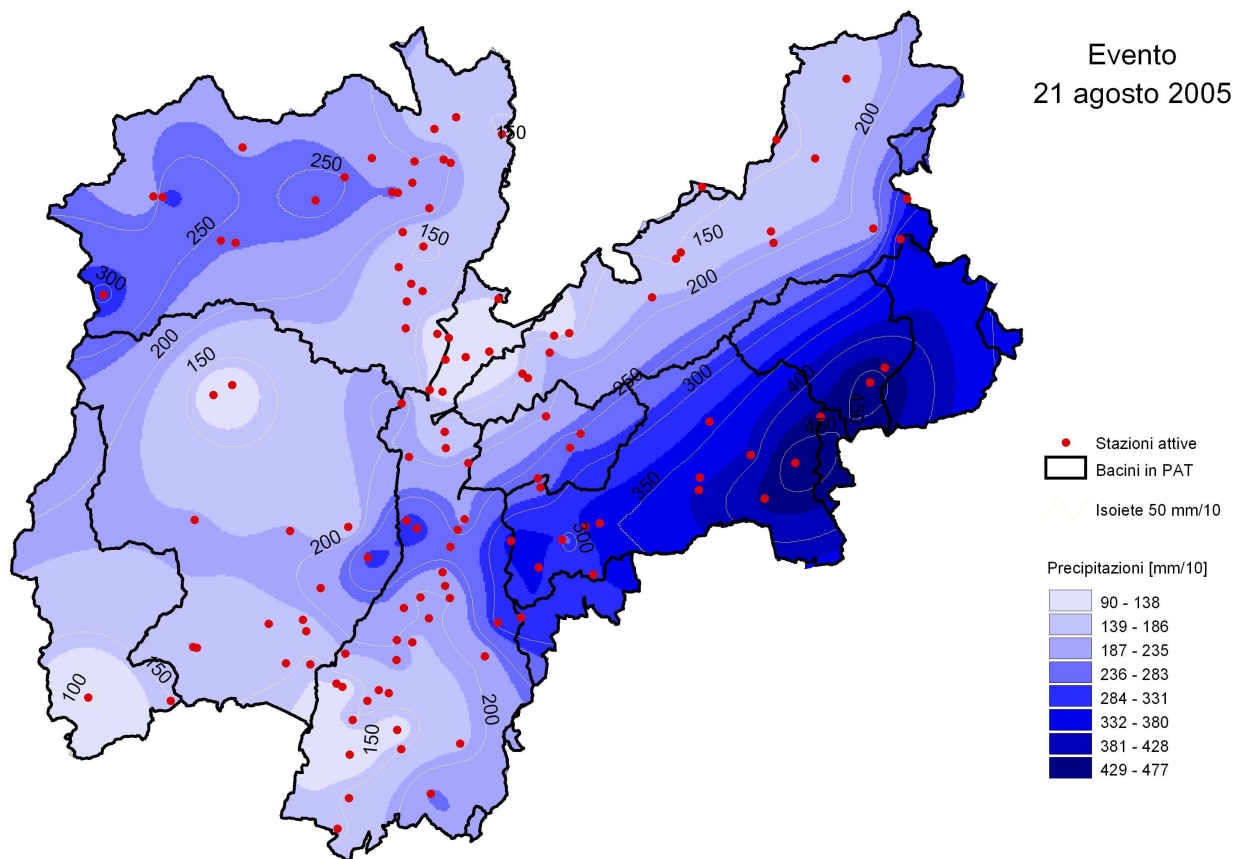 Evento
21 agosto 2005
150
200
250
150
250
150
300
200
200
150
250
300
400
450
450
350
200
300
150
100
200
150
Stazioni attive
Bacini in PAT
Isoiete 50 mm/10
Precipitazioni [mm/10]
90 - 138
139 - 186
187 - 235
236 - 283
284 - 331
332 - 380
381 - 428
429 - 477